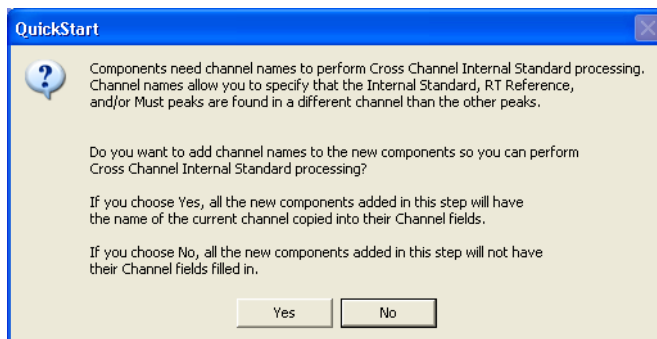 QuickStart
Components need channel names to perform Cross Channel Internal Standard processing.
Channel names allow you to specify that the Internal Standard, RT Reference,
and/or Must peaks are found in a different channel than the other peaks.
Do you want to add channel names to the new components so you can perform
Cross Channel Internal Standard processing?
If you choose Yes, all the new components added in this step will have
the name of the current channel copied into their Channel fields.
If you choose No, all the new components added in this step will not have
their Channel fields filled in.
Yes
No